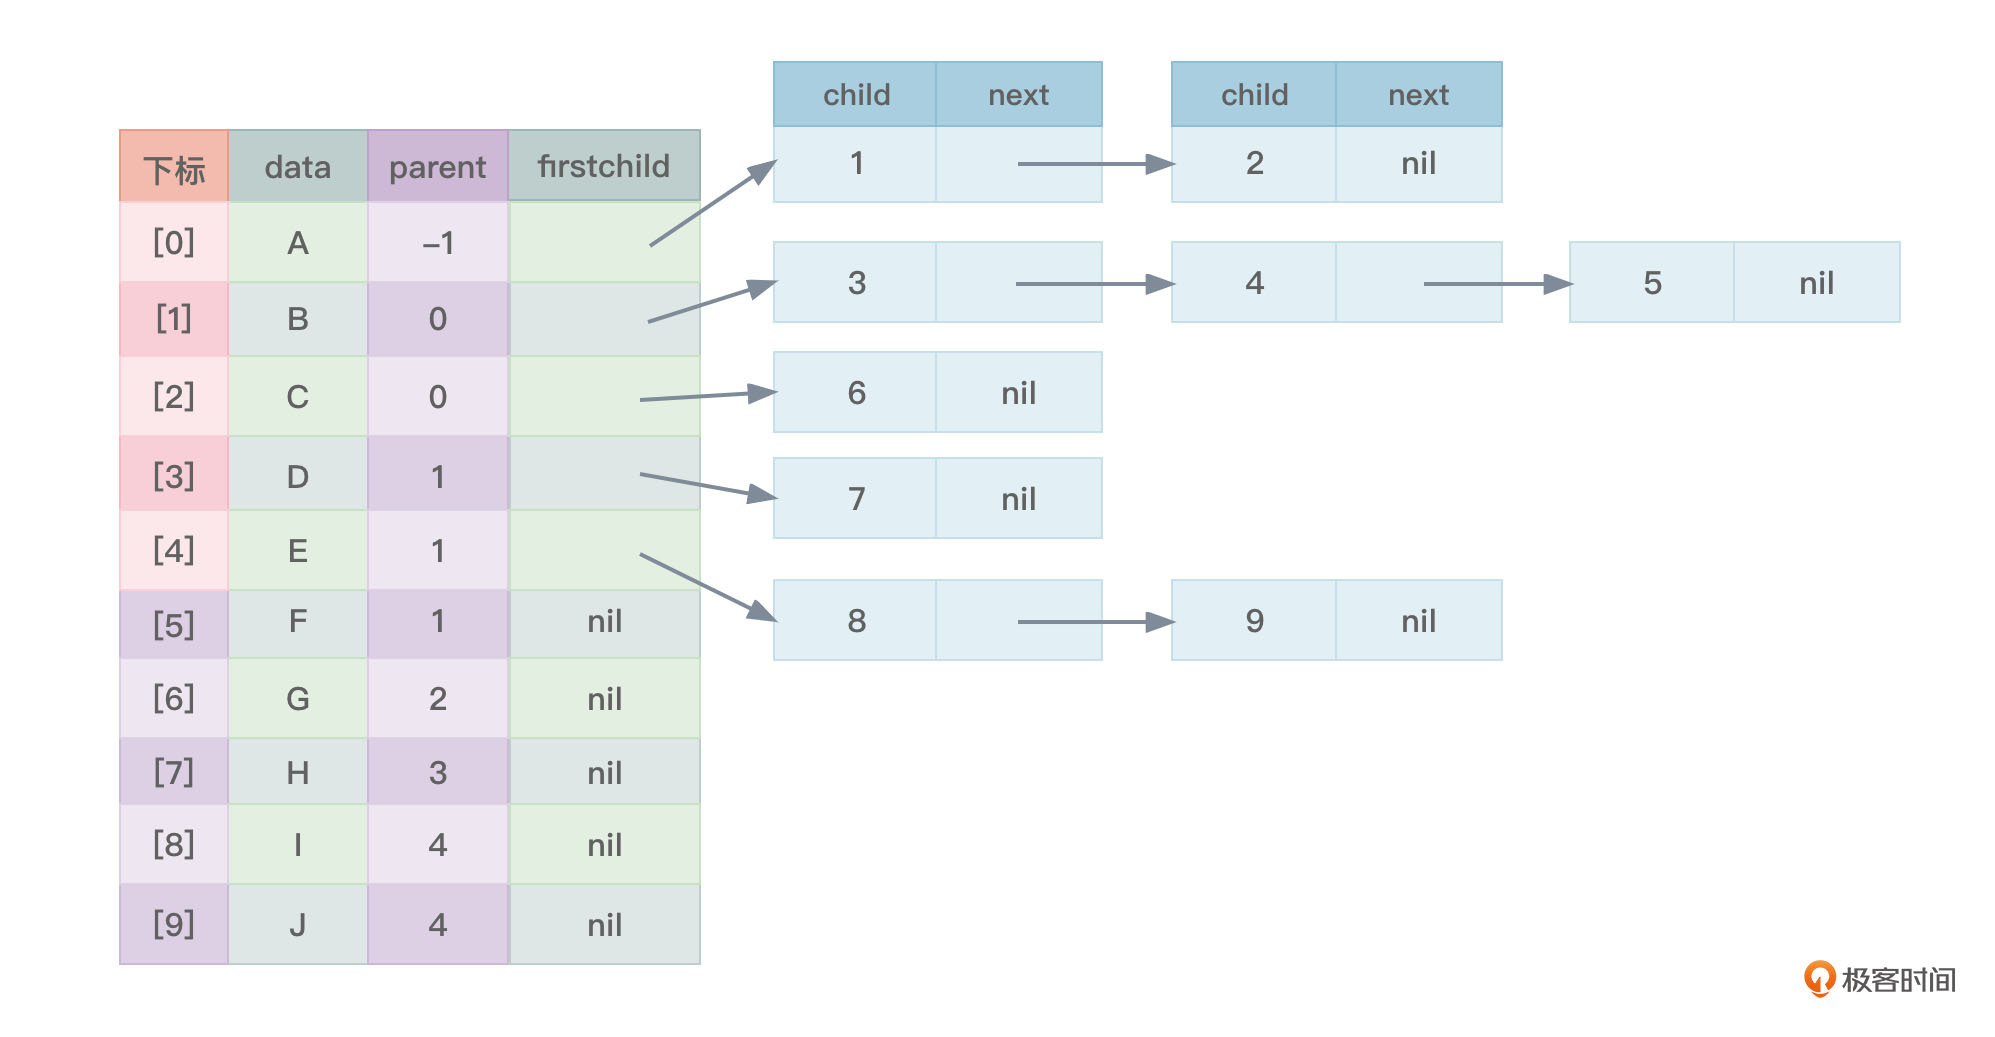 child next child next
下标 data parent firstchild
1 2 nil
[0] A –1
3 4 5 nil
[1] B 0
[2] C 0
6 nil
[3] D 1
7 nil
[4] E 1
[5] F 1 nil
8 9 nil
[6] G 2 nil
[7] H 3 nil
[8] I 4 nil
[9] J 4 nil
极客时间